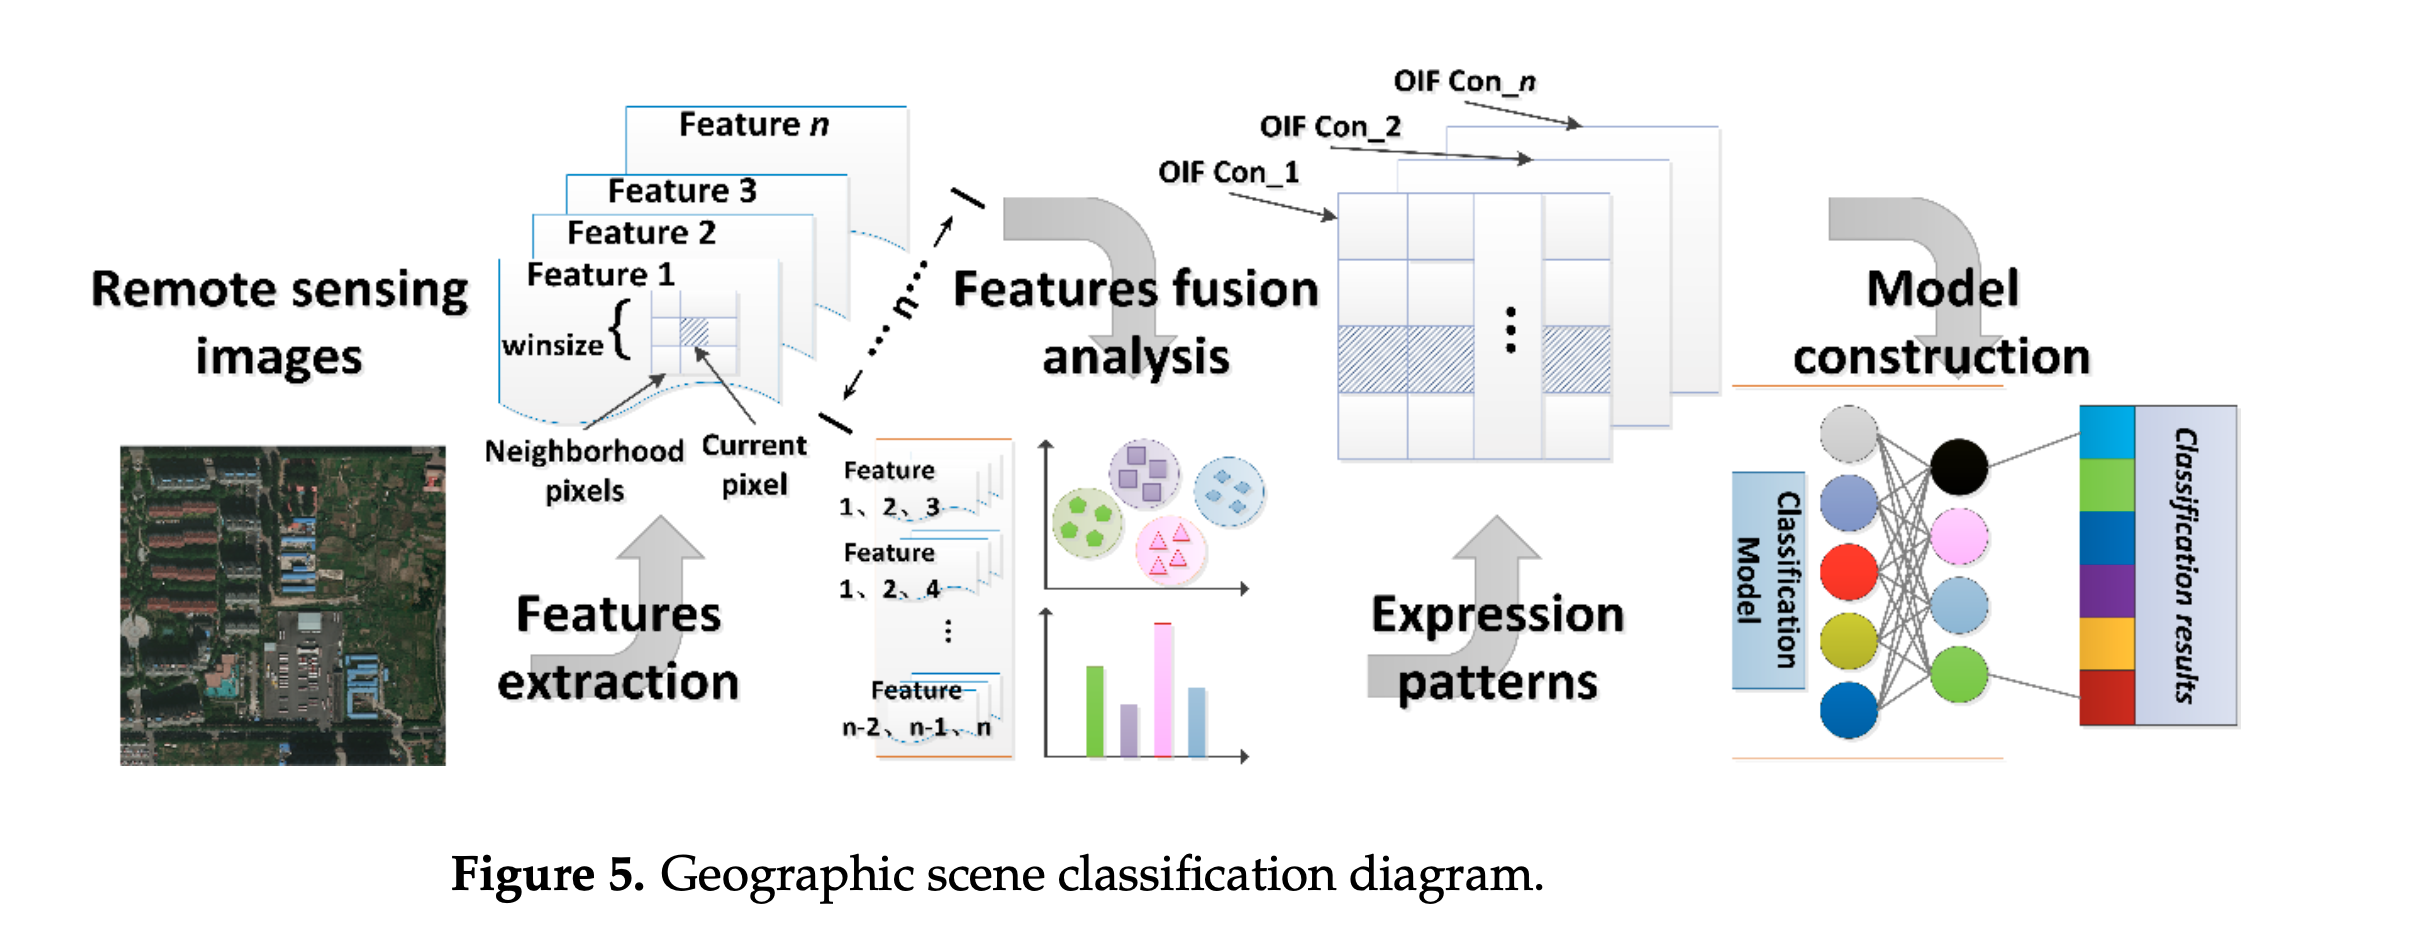 Remote sensing
images
Feature n
Feature 3
Feature 2
Feature 1
winsize {
Neighborhood
pixels
Current
pixel
n
Features
extraction
Features fusion
analysis
Feature
1、2、3
Feature
1、2、4
⋮
Feature
n-2、n-1、n
OIF Con_n
OIF Con_2
OIF Con_1
⋮
Expression
patterns
Model
construction
Classification
Model
Classification results
Figure 5. Geographic scene classification diagram.